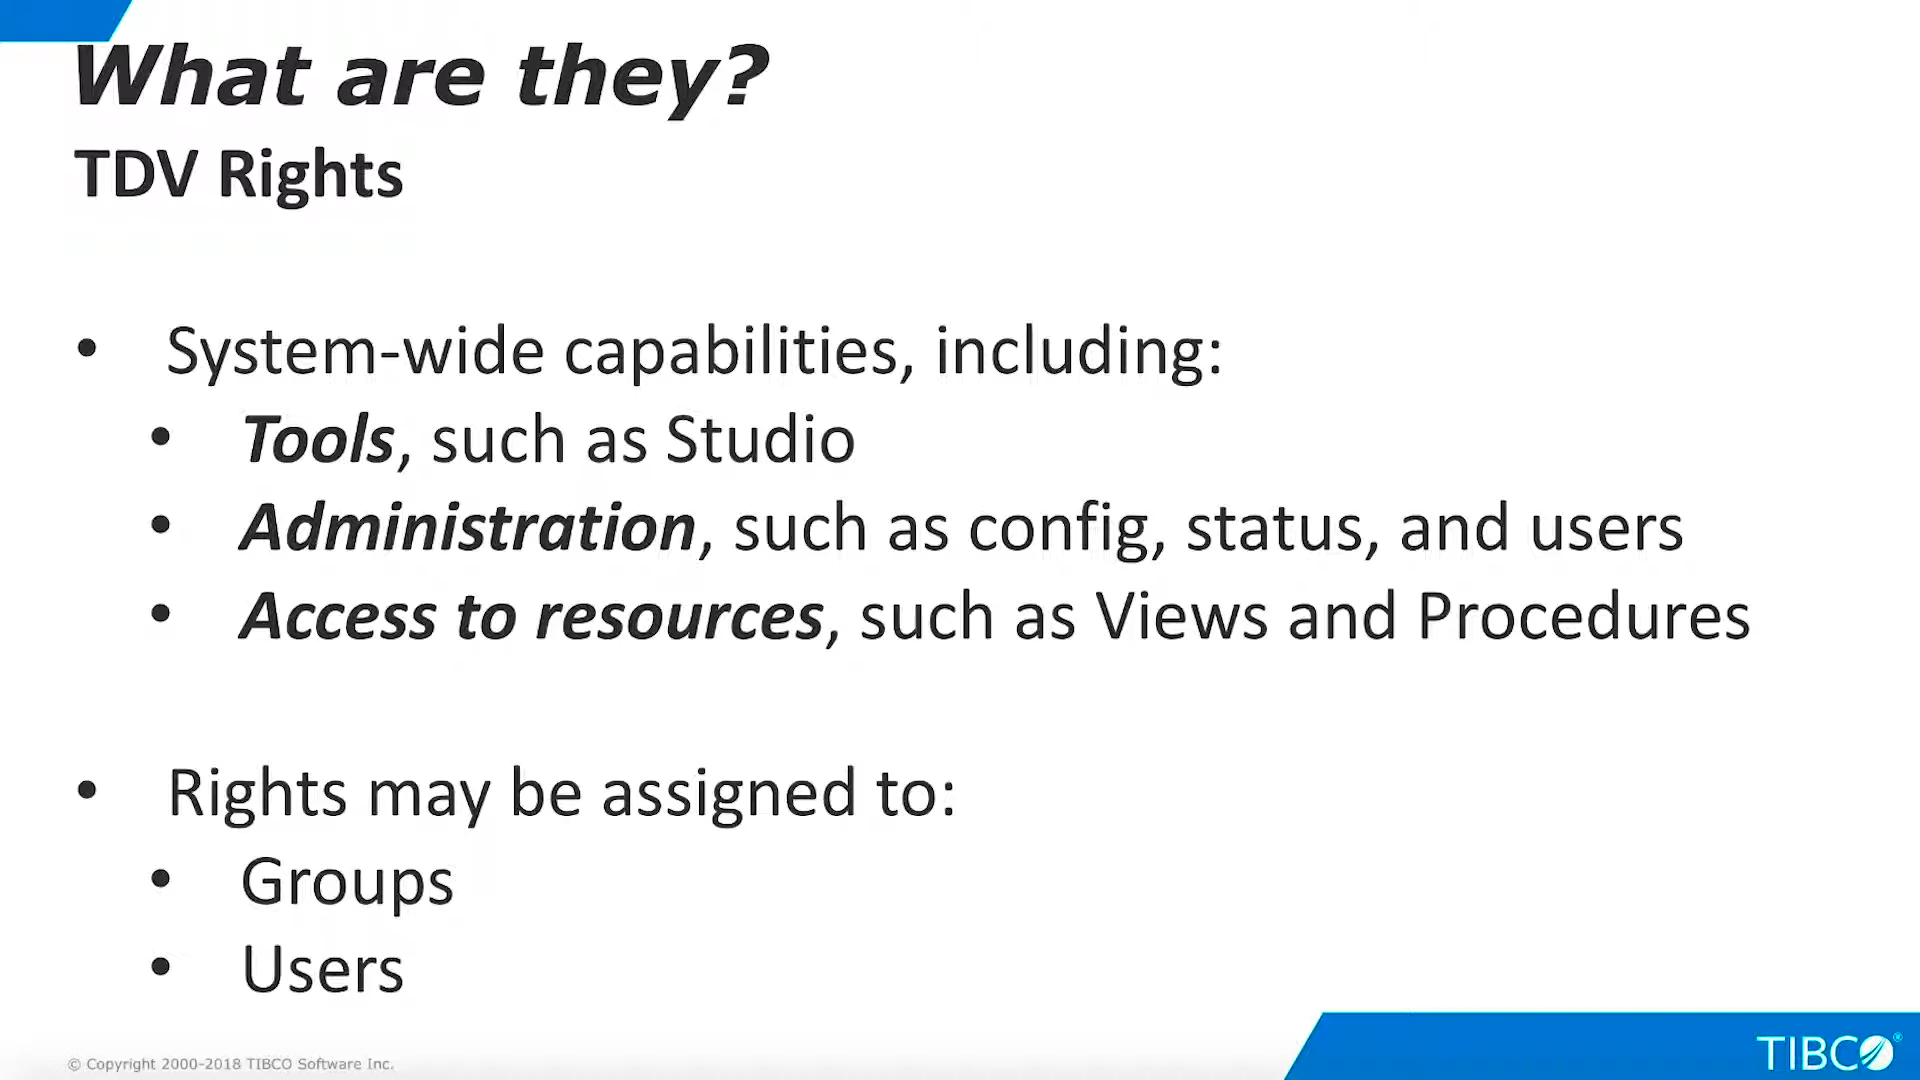 What are they?
TDV Rights
• System-wide capabilities, including:
• Tools, such as Studio
• Administration, such as config, status, and users
• Access to resources, such as Views and Procedures
• Rights may be assigned to:
• Groups
• Users
© Copyright 2000-2018 TIBCO Software Inc.
TIBCO®